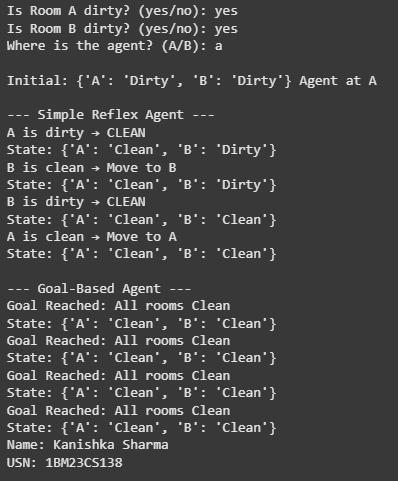 Is Room A dirty? (yes/no): yes
Is Room B dirty? (yes/no): yes
Where is the agent? (A/B): a
Initial: {'A': 'Dirty', 'B': 'Dirty'} Agent at A
--- Simple Reflex Agent ---
A is dirty → CLEAN
State: {'A': 'Clean', 'B': 'Dirty'}
B is clean → Move to B
State: {'A': 'Clean', 'B': 'Dirty'}
B is dirty → CLEAN
State: {'A': 'Clean', 'B': 'Clean'}
A is clean → Move to A
State: {'A': 'Clean', 'B': 'Clean'}
--- Goal-Based Agent ---
Goal Reached: All rooms Clean
State: {'A': 'Clean', 'B': 'Clean'}
Goal Reached: All rooms Clean
State: {'A': 'Clean', 'B': 'Clean'}
Goal Reached: All rooms Clean
State: {'A': 'Clean', 'B': 'Clean'}
Goal Reached: All rooms Clean
State: {'A': 'Clean', 'B': 'Clean'}
Name: Kanishka Sharma
USN: 1BM23CS138